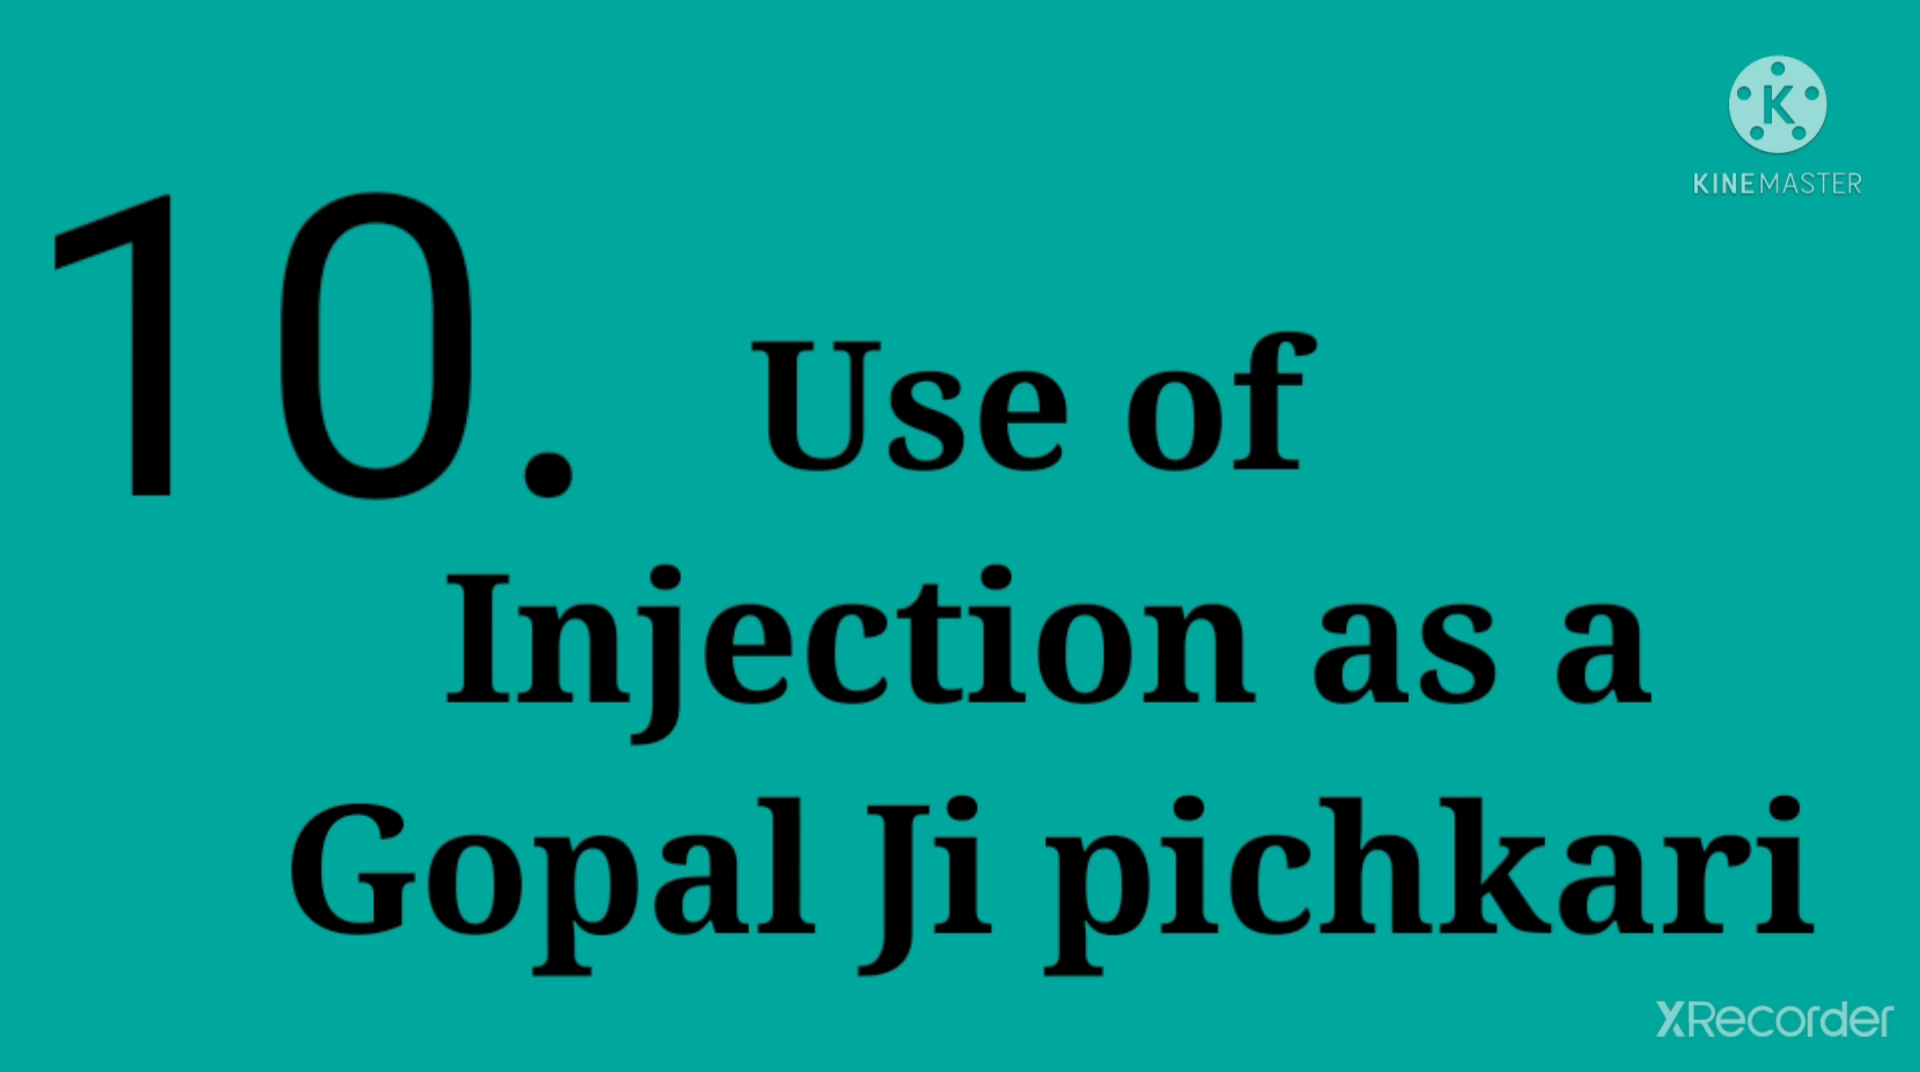 K
KINEMASTER
10. Use of
Injection as a
Gopal Ji pichkari
XRecorder